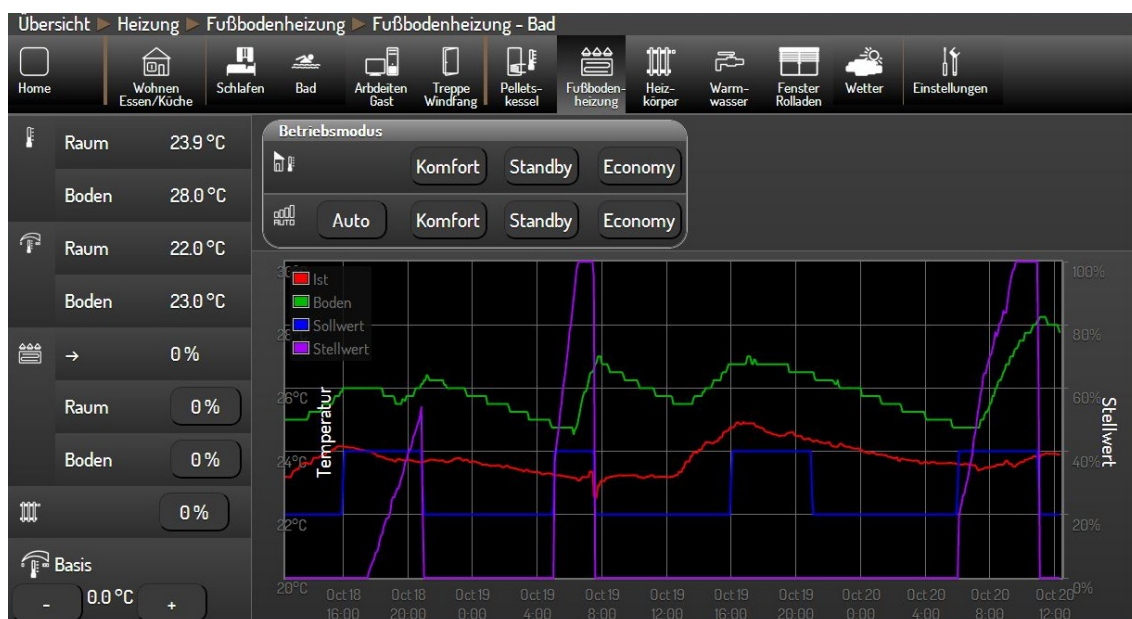 Übersicht ▶ Heizung ▶ Fußbodenheizung ▶ Fußbodenheizung - Bad
Home
Wohnen
Essen/Küche
Schlafen
Bad
Arbdeiten
Gast
Treppe
Windfang
Pellets-
kessel
Fußboden-
heizung
Heiz-
körper
Warm-
wasser
Fenster
Rolladen
Wetter
Einstellungen
Raum 23.9 °C
Boden 28.0 °C
Raum 22.0 °C
Boden 23.0 °C
→ 0 %
Raum 0 %
Boden 0 %
0 %
Basis
- 0.0 °C +
Betriebsmodus
Komfort Standby Economy
AUTO Auto Komfort Standby Economy
Ist
Boden
Sollwert
Stellwert
30°C
28°C
26°C
24°C
22°C
20°C
Temperatur
100%
80%
60%
40%
20%
0%
Stellwert
Oct 18 Oct 18 Oct 19 Oct 19 Oct 19 Oct 19 Oct 19 Oct 19 Oct 20 Oct 20 Oct 20 Oct 20
16:00 20:00 0:00 4:00 8:00 12:00 16:00 20:00 0:00 4:00 8:00 12:00